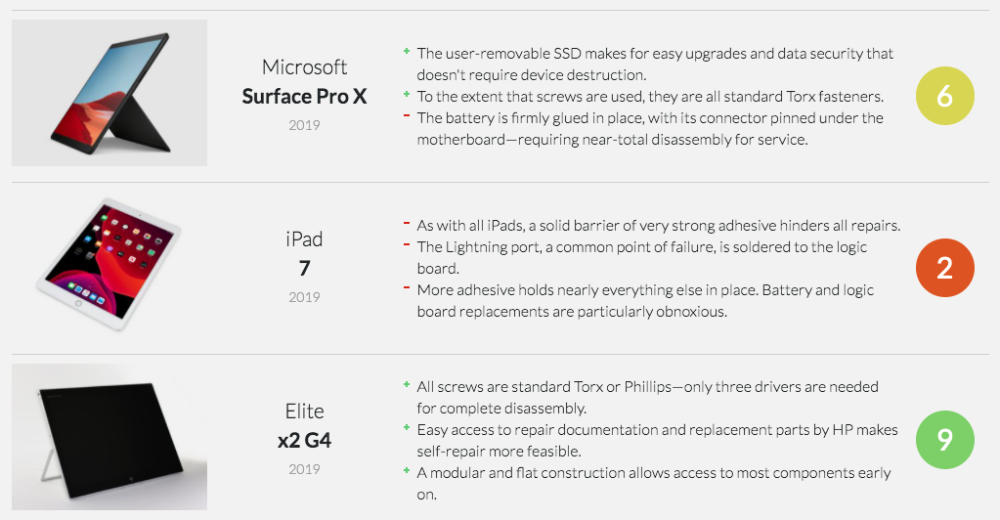 Microsoft
Surface Pro X
2019
+ The user-removable SSD makes for easy upgrades and data security that
doesn't require device destruction.
+ To the extent that screws are used, they are all standard Torx fasteners.
- The battery is firmly glued in place, with its connector pinned under the
motherboard—requiring near-total disassembly for service.
6
iPad
7
2019
- As with all iPads, a solid barrier of very strong adhesive hinders all repairs.
- The Lightning port, a common point of failure, is soldered to the logic
board.
- More adhesive holds nearly everything else in place. Battery and logic
board replacements are particularly obnoxious.
2
Elite
x2 G4
2019
+ All screws are standard Torx or Phillips—only three drivers are needed
for complete disassembly.
+ Easy access to repair documentation and replacement parts by HP makes
self-repair more feasible.
+ A modular and flat construction allows access to most components early
on.
9